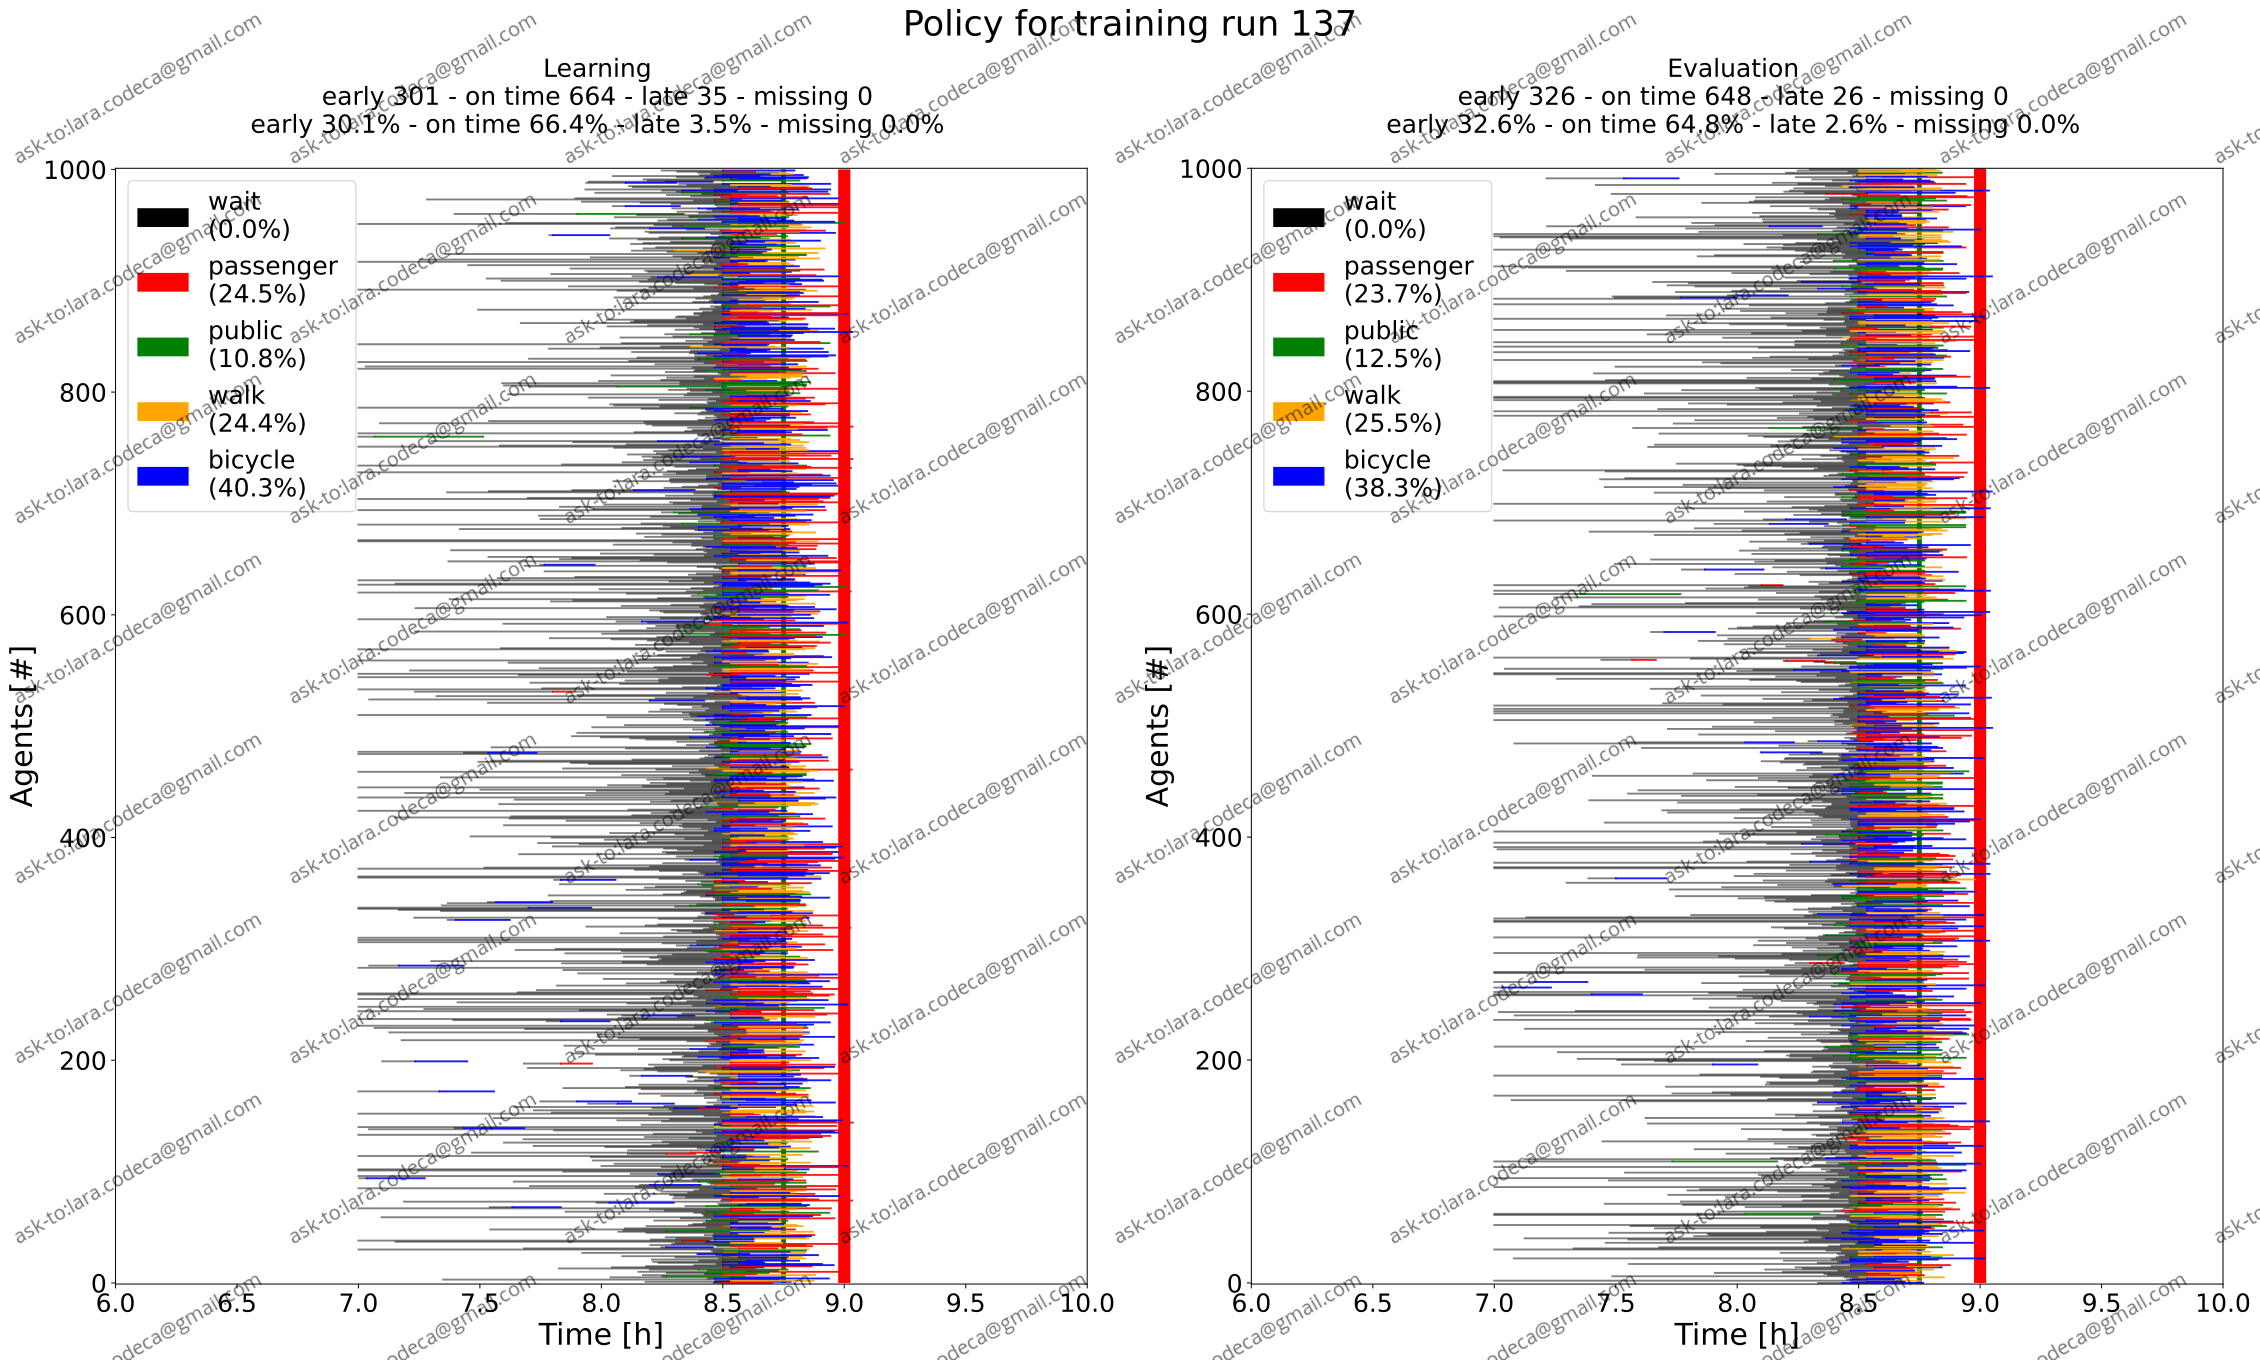 Policy for training run 137
Learning
early 301 - on time 664 - late 35 - missing 0
early 30.1% - on time 66.4% - late 3.5% - missing 0.0%
Evaluation
early 326 - on time 648 - late 26 - missing 0
early 32.6% - on time 64.8% - late 2.6% - missing 0.0%
wait
(0.0%)
passenger
(24.5%)
public
(10.8%)
walk
(24.4%)
bicycle
(40.3%)
Agents [#]
1000
800
600
400
200
0
6.0 6.5 7.0 7.5 8.0 8.5 9.0 9.5 10.0
Time [h]
wait
(0.0%)
passenger
(23.7%)
public
(12.5%)
walk
(25.5%)
bicycle
(38.3%)
Agents [#]
1000
800
600
400
200
0
6.0 6.5 7.0 7.5 8.0 8.5 9.0 9.5 10.0
Time [h]
ask-to:lara.codeca@gmail.com